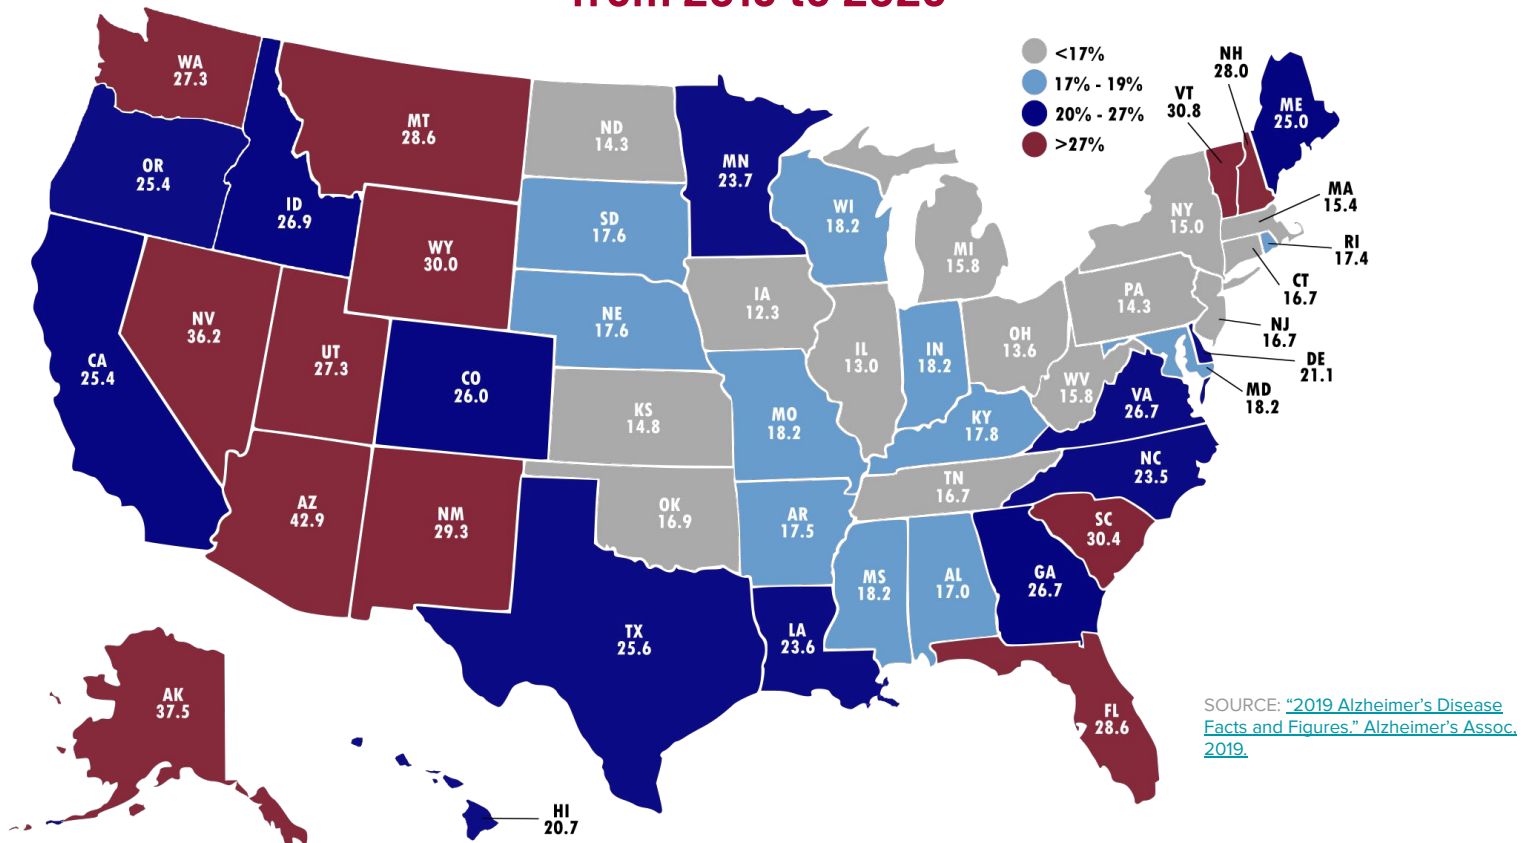 from
to
<17%
17% - 19%
20% - 27%
>27%
WA
27.3
MT
28.6
ND
14.3
MN
23.7
NH
28.0
VT
30.8
ME
25.0
OR
25.4
ID
26.9
SD
17.6
WI
18.2
MI
15.8
NY
15.0
MA
15.4
RI
17.4
CT
16.7
WY
30.0
IA
12.3
PA
14.3
NJ
16.7
NV
36.2
NE
17.6
IL
13.0
IN
18.2
OH
13.6
DE
21.1
MD
18.2
CA
25.4
UT
27.3
CO
26.0
KS
14.8
MO
18.2
KY
17.8
WV
15.8
VA
26.7
AZ
42.9
NM
29.3
OK
16.9
AR
17.5
TN
16.7
NC
23.5
SC
30.4
TX
25.6
LA
23.6
MS
18.2
AL
17.0
GA
26.7
FL
28.6
AK
37.5
HI
20.7
SOURCE: “2019 Alzheimer’s Disease
Facts and Figures.” Alzheimer’s Assoc.
2019.